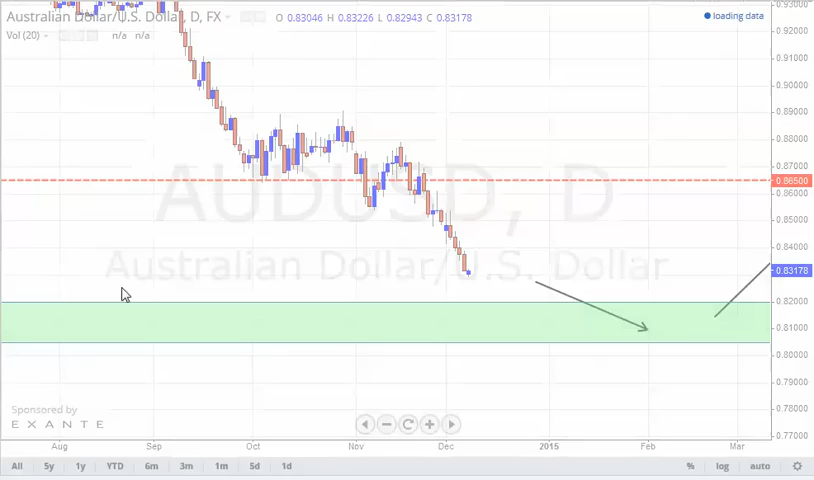 Australian Dollar/U.S. Dollar, D, FX O 0.83046 H 0.83226 L 0.82943 C 0.83178
loading data
Vol (20) n/a n/a
0.93000
0.92000
0.91000
0.90000
0.89000
0.88000
0.87000
0.86500
0.86000
0.85000
0.84000
0.83178
0.82000
0.81000
0.80000
0.79000
0.78000
0.77000
AUDUSD, D
Australian Dollar/U.S. Dollar
Sponsored by
EXANTE
Aug Sep Oct Nov Dec 2015 Feb Mar
All 5y 1y YTD 6m 3m 1m 5d 1d % log auto